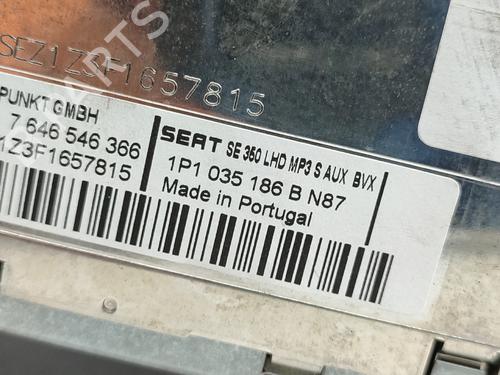 SEZ1Z3F1657815
PUNKT GMBH
7 646 546 366
1Z3F1657815
SEAT SE 350 LHD MP3 S AUX BVX
1P1 035 186 B N87
Made in Portugal